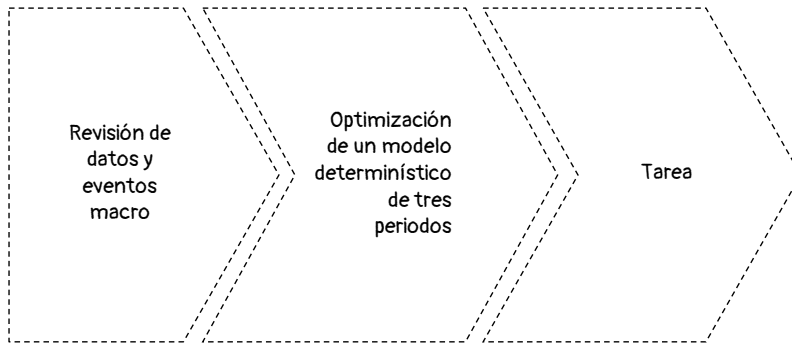 Revisión de
datos y
eventos
macro
Optimización
de un modelo
determinístico
de tres
periodos
Tarea